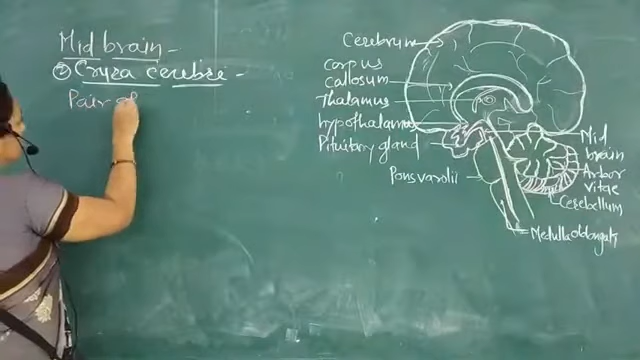 Mid brain -
② Cryra cerebri -
Pair of
Cerebrum
corpus
Callosum
Thalamus
hypothalamus
Pituitary gland
Pons varolii
Mid
brain
Arbor
vitae
Cerebellum
Medulla oblongata